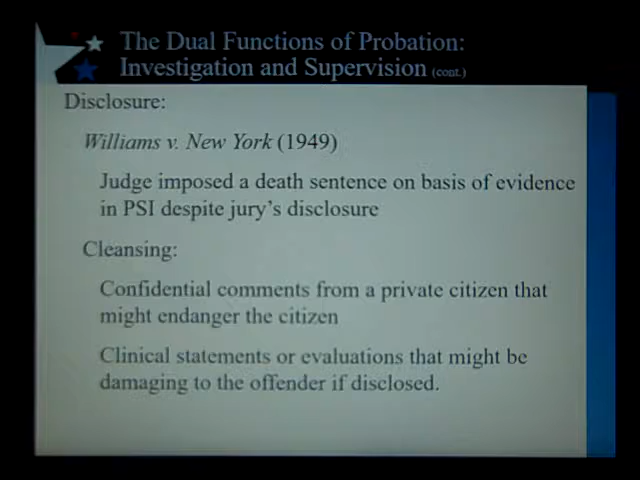 The Dual Functions of Probation:
Investigation and Supervision (cont.)
Disclosure:
Williams v. New York (1949)
Judge imposed a death sentence on basis of evidence
in PSI despite jury's disclosure
Cleansing:
Confidential comments from a private citizen that
might endanger the citizen
Clinical statements or evaluations that might be
damaging to the offender if disclosed.